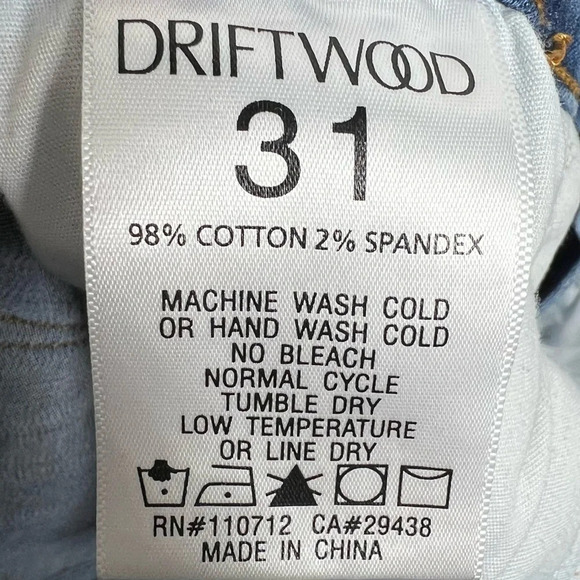 DRIFTWOOD
31
98% COTTON 2% SPANDEX
MACHINE WASH COLD
OR HAND WASH COLD
NO BLEACH
NORMAL CYCLE
TUMBLE DRY
LOW TEMPERATURE
OR LINE DRY
RN#110712 CA#29438
MADE IN CHINA